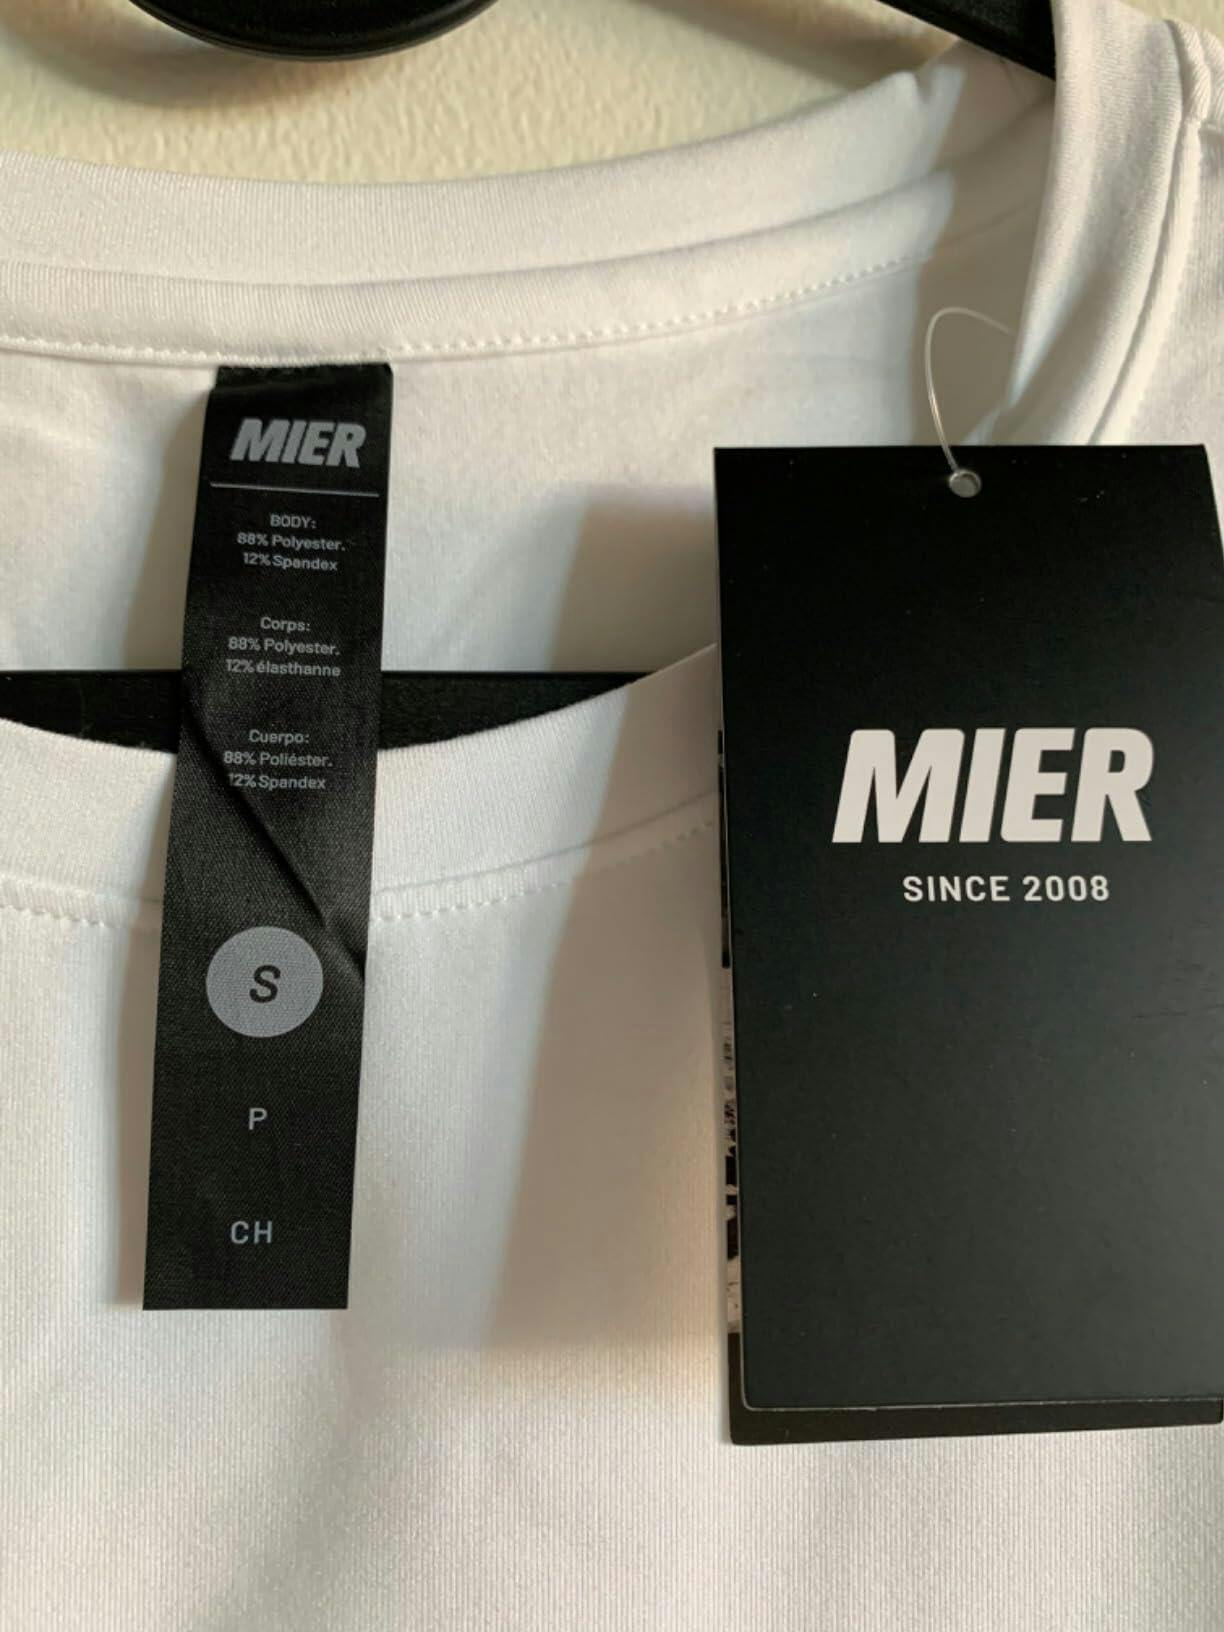 MIER
BODY:
88% Polyester.
12% Spandex
Corps:
88% Polyester.
12% élasthanne
Cuerpo:
88% Poliéster.
12% Spandex
S
P
CH
MIER
SINCE 2008